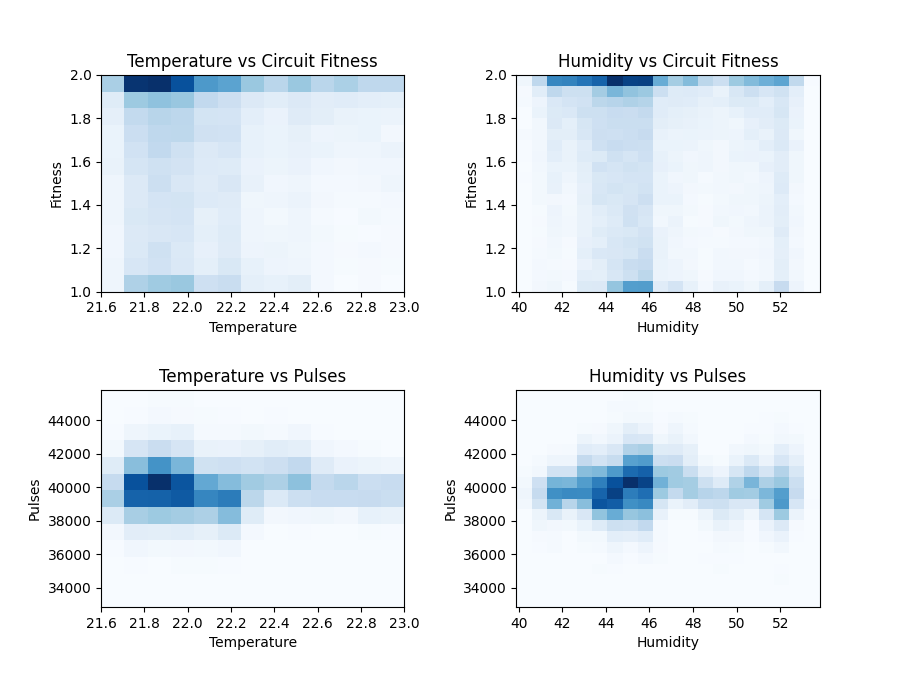 Temperature vs Circuit Fitness
2.0
1.8
1.6
1.4
1.2
1.0
Fitness
21.6 21.8 22.0 22.2 22.4 22.6 22.8 23.0
Temperature
Humidity vs Circuit Fitness
2.0
1.8
1.6
1.4
1.2
1.0
Fitness
40 42 44 46 48 50 52
Humidity
Temperature vs Pulses
44000
42000
40000
38000
36000
34000
Pulses
21.6 21.8 22.0 22.2 22.4 22.6 22.8 23.0
Temperature
Humidity vs Pulses
44000
42000
40000
38000
36000
34000
Pulses
40 42 44 46 48 50 52
Humidity